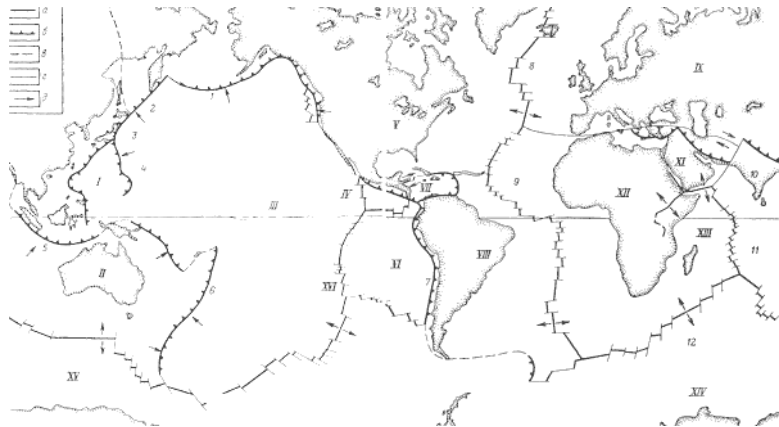 а
б
в
г
д
8
IX
1
2
V
3
XI
4
I
10
VII
9
XII
IV
III
XIII
5
VIII
11
VI
II
7
XVI
6
12
XV
XIV